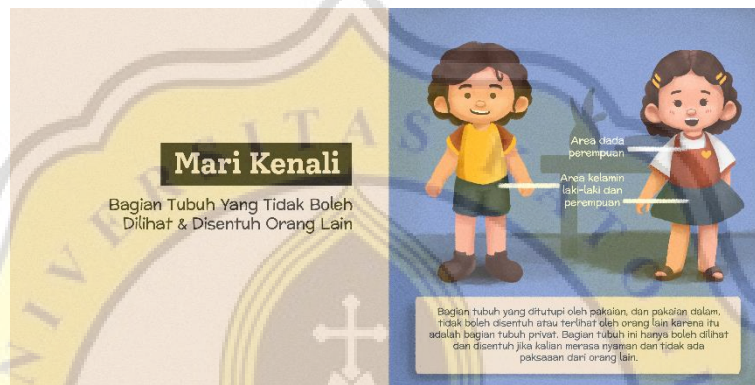 Mari Kenali
Bagian Tubuh Yang Tidak Boleh
Dilihat & Disentuh Orang Lain
Area dada
perempuan
Area kelamin
laki-laki dan
perempuan
Bagian tubuh yang ditutupi oleh pakaian, dan pakaian dalam,
tidak boleh disentuh atau terlihat oleh orang lain karena itu
adalah bagian tubuh privat. Bagian tubuh ini hanya boleh dilihat
dan disentuh jika kalian merasa nyaman dan tidak ada
paksaaan dari orang lain.